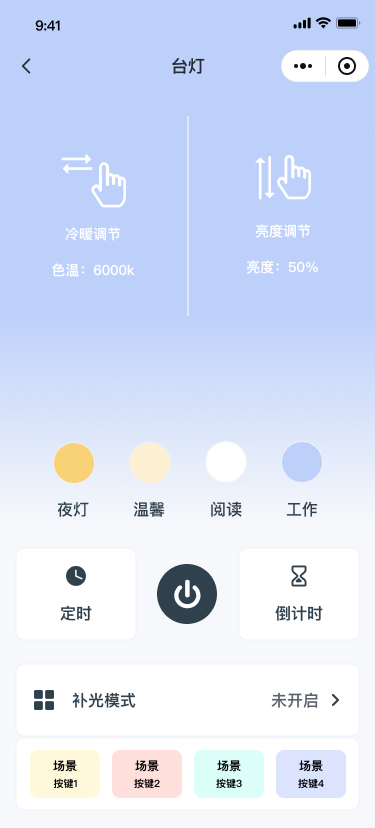 9:41
台灯
冷暖调节
色温：6000k
亮度调节
亮度：50%
夜灯
温馨
阅读
工作
定时
倒计时
补光模式
未开启
场景
按键1
场景
按键2
场景
按键3
场景
按键4